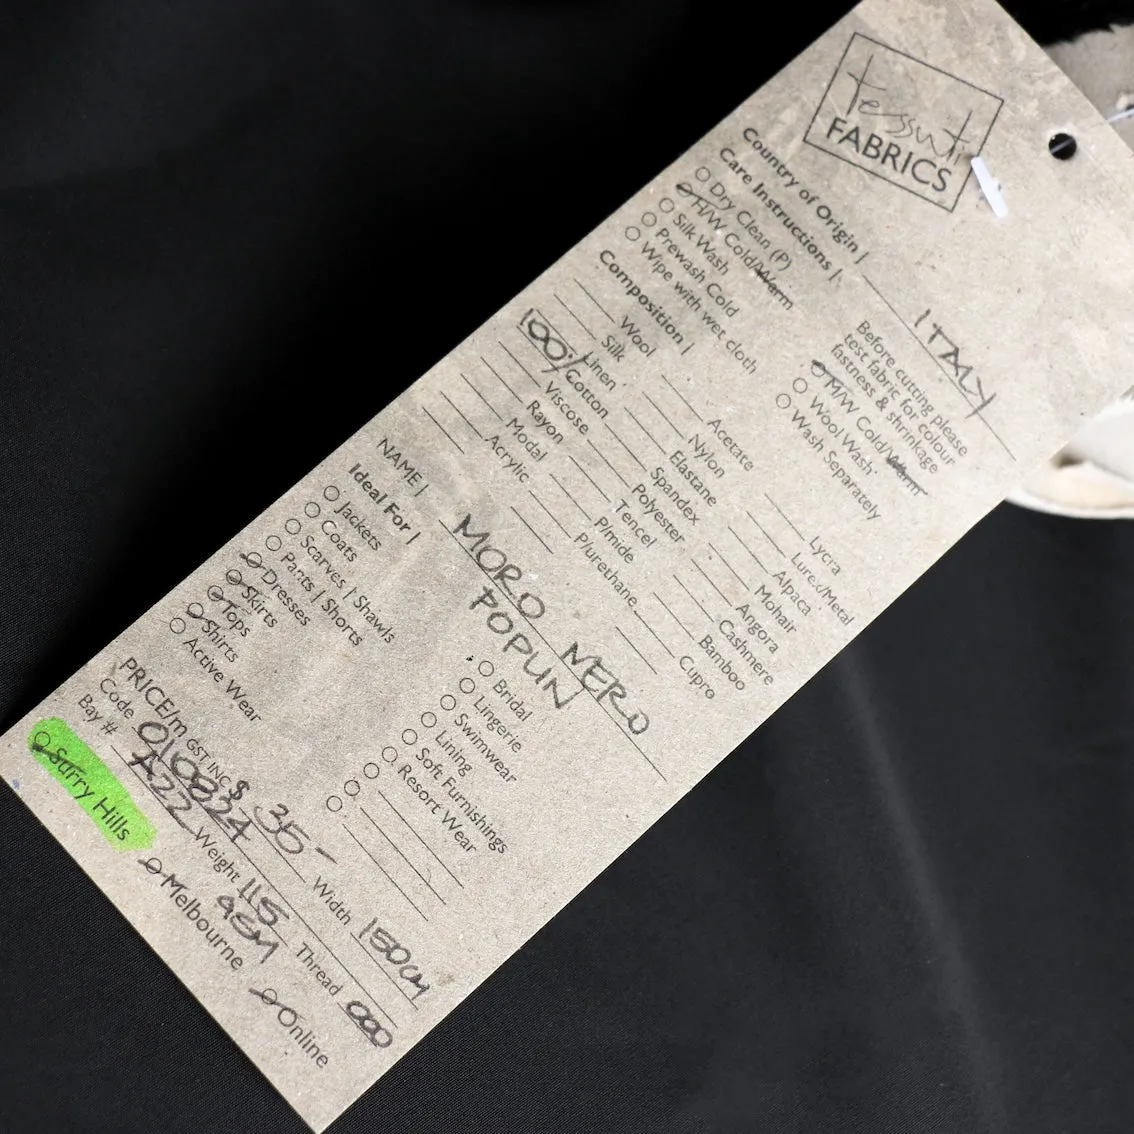 tessuti
FABRICS
Country of Origin | ITALY
Care Instructions |
Dry Clean (P)
H/W Cold/Warm
Silk Wash
Prewash Cold
Wipe with wet cloth
Before cutting please
test fabric for colour
fastness & shrinkage
M/W Cold/Warm
Wool Wash
Wash Separately
Composition |
Wool
Silk
Linen
100% Cotton
Viscose
Rayon
Modal
Acrylic
Acetate
Nylon
Elastane
Spandex
Polyester
Tencel
P/mide
P/urethane
Lycra
Lurex/Metal
Alpaca
Mohair
Angora
Cashmere
Bamboo
Cupro
NAME | MORO NERO
POPLIN
Ideal For |
Jackets
Coats
Scarves | Shawls
Pants | Shorts
Dresses
Skirts
Tops
Shirts
Active Wear
Bridal
Lingerie
Swimwear
Lining
Soft Furnishings
Resort Wear
PRICE/m GST INC $ 35- Width 150cm
Code 010824 Weight 115 GSM Thread 000
Bay # A22
Surry Hills Melbourne Online